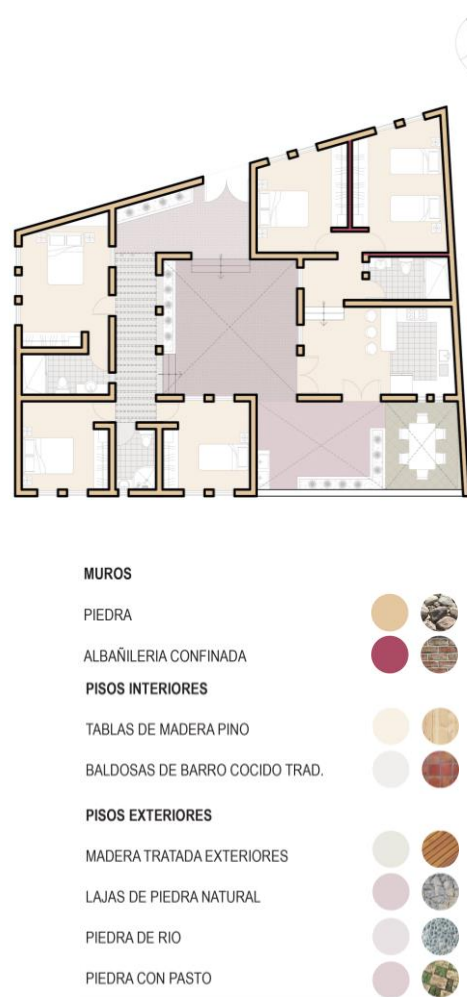 MUROS
PIEDRA
ALBAÑILERIA CONFINADA
PISOS INTERIORES
TABLAS DE MADERA PINO
BALDOSAS DE BARRO COCIDO TRAD.
PISOS EXTERIORES
MADERA TRATADA EXTERIORES
LAJAS DE PIEDRA NATURAL
PIEDRA DE RIO
PIEDRA CON PASTO